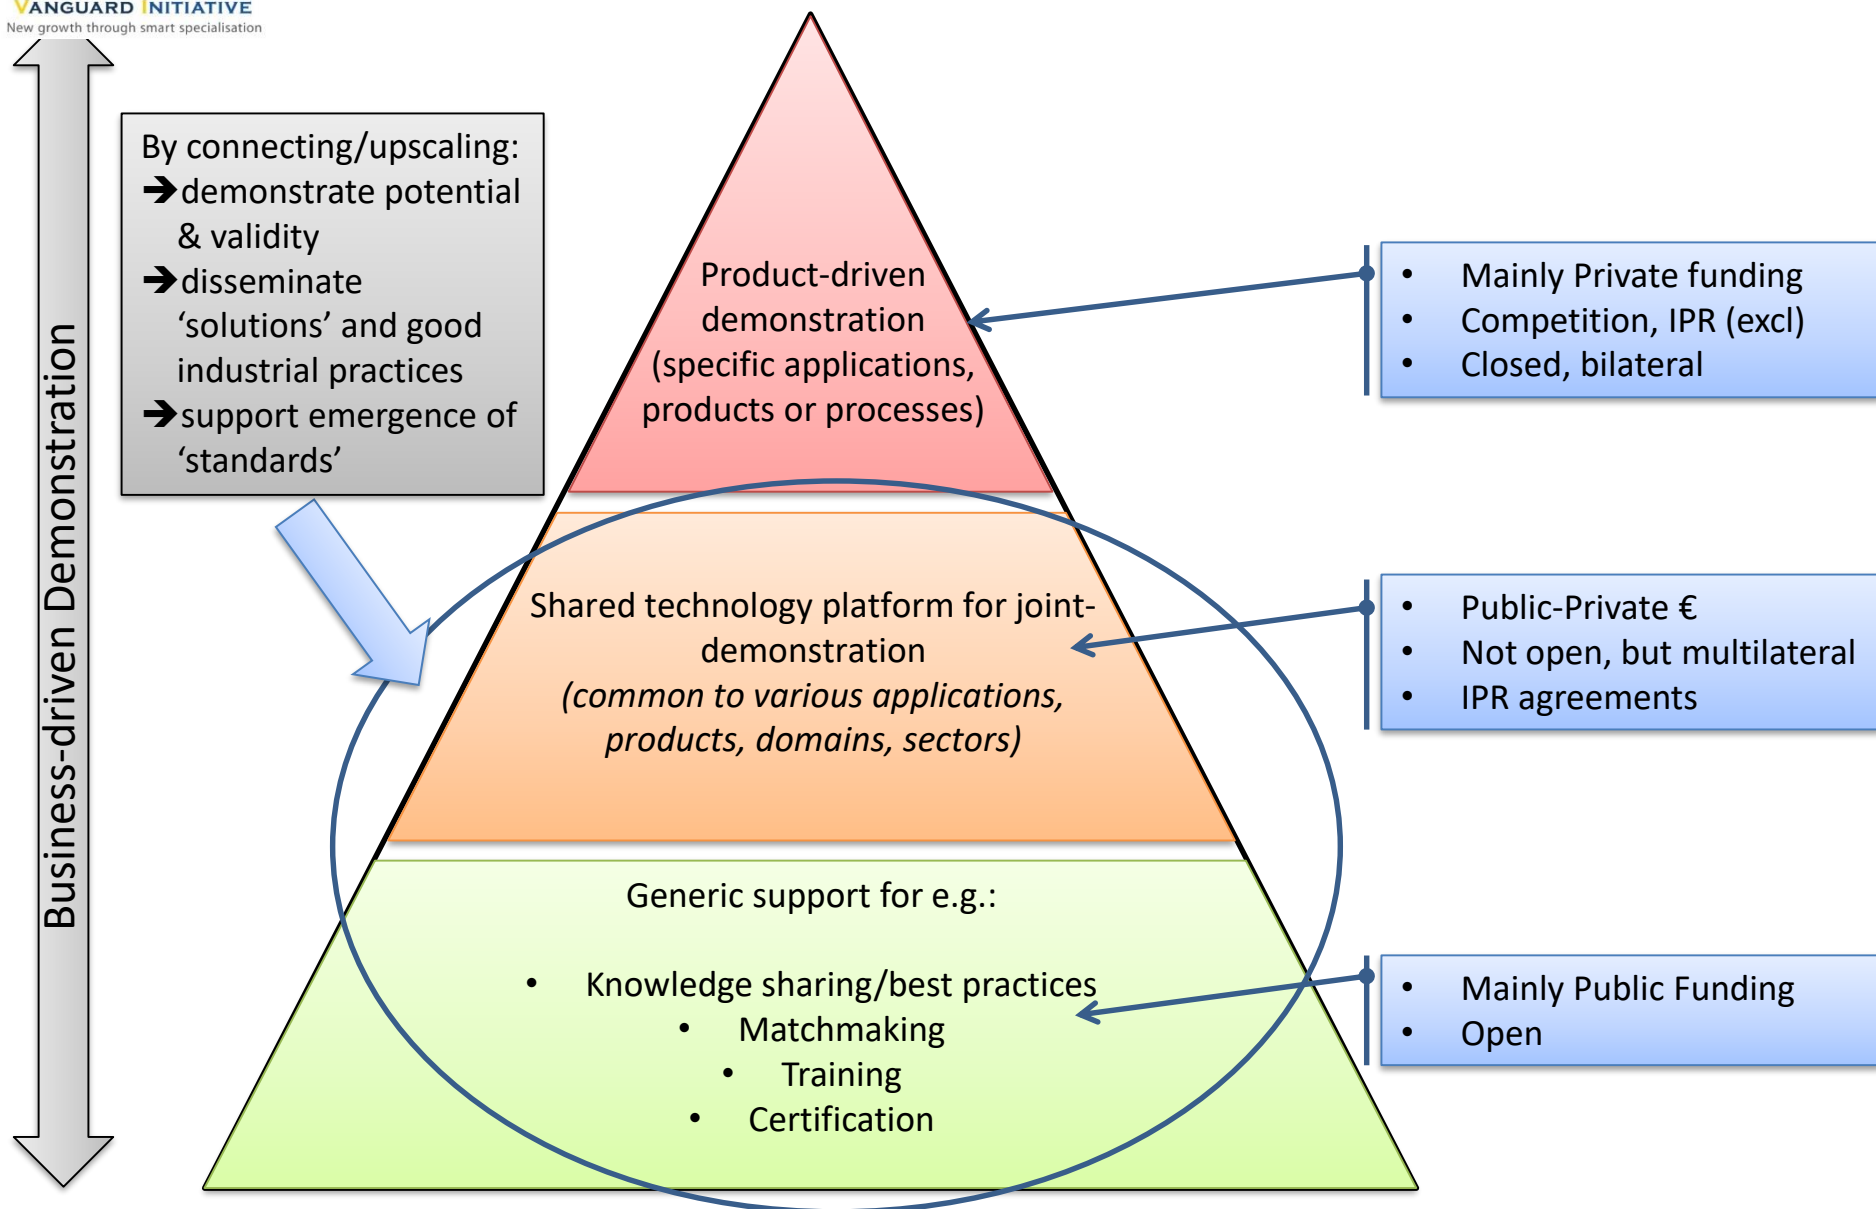 VANGUARD INITIATIVE
New growth through smart specialisation
Business-driven Demonstration
By connecting/upscaling:
➔demonstrate potential
& validity
➔disseminate
‘solutions’ and good
industrial practices
➔support emergence of
‘standards’
Product-driven
demonstration
(specific applications,
products or processes)
• Mainly Private funding
• Competition, IPR (excl)
• Closed, bilateral
Shared technology platform for joint-
demonstration
(common to various applications,
products, domains, sectors)
• Public-Private €
• Not open, but multilateral
• IPR agreements
Generic support for e.g.:
• Knowledge sharing/best practices
• Matchmaking
• Training
• Certification
• Mainly Public Funding
• Open